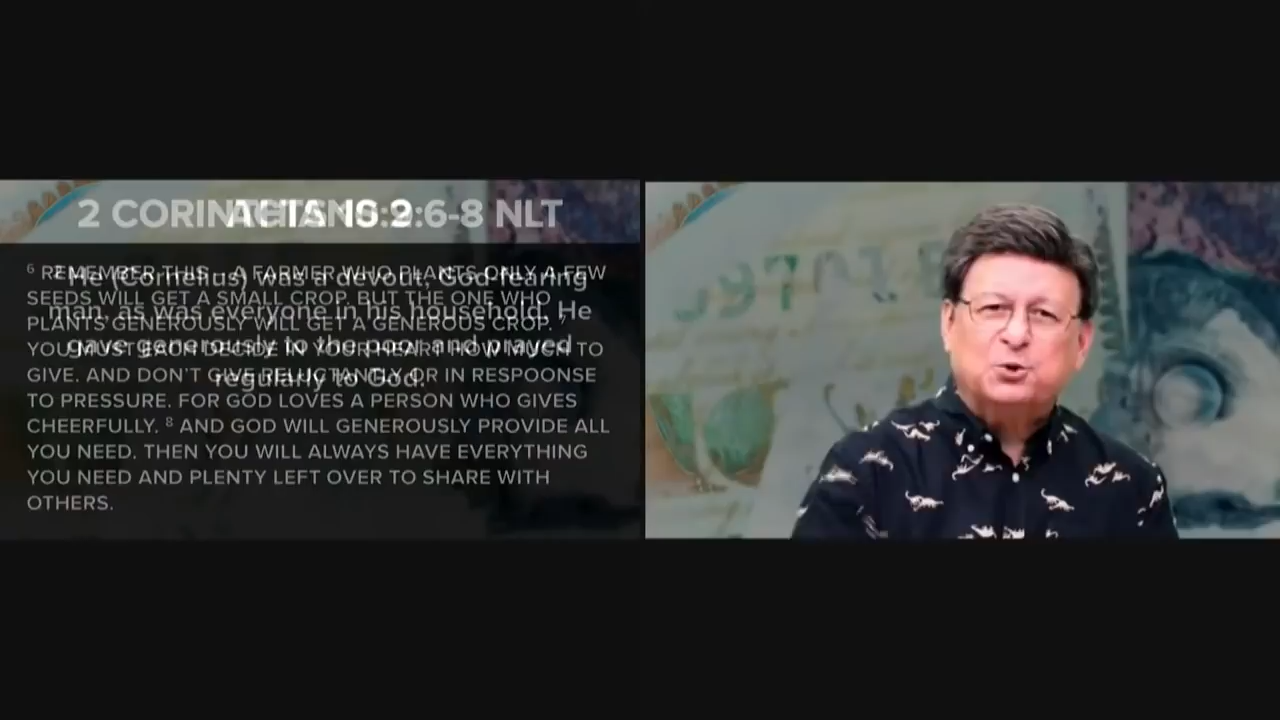 2 CORINTHIANS 9:6-8 NLT
ACTS 10:2
⁶ REMEMBER THIS—A FARMER WHO PLANTS ONLY A FEW
SEEDS WILL GET A SMALL CROP. BUT THE ONE WHO
PLANTS GENEROUSLY WILL GET A GENEROUS CROP. ⁷
YOU MUST EACH DECIDE IN YOUR HEART HOW MUCH TO
GIVE. AND DON'T GIVE RELUCTANTLY OR IN RESPOONSE
TO PRESSURE. FOR GOD LOVES A PERSON WHO GIVES
CHEERFULLY. ⁸ AND GOD WILL GENEROUSLY PROVIDE ALL
YOU NEED. THEN YOU WILL ALWAYS HAVE EVERYTHING
YOU NEED AND PLENTY LEFT OVER TO SHARE WITH
OTHERS.
² He (Cornelius) was a devout, God-fearing
man, as was everyone in his household. He
gave generously to the poor and prayed
regularly to God.